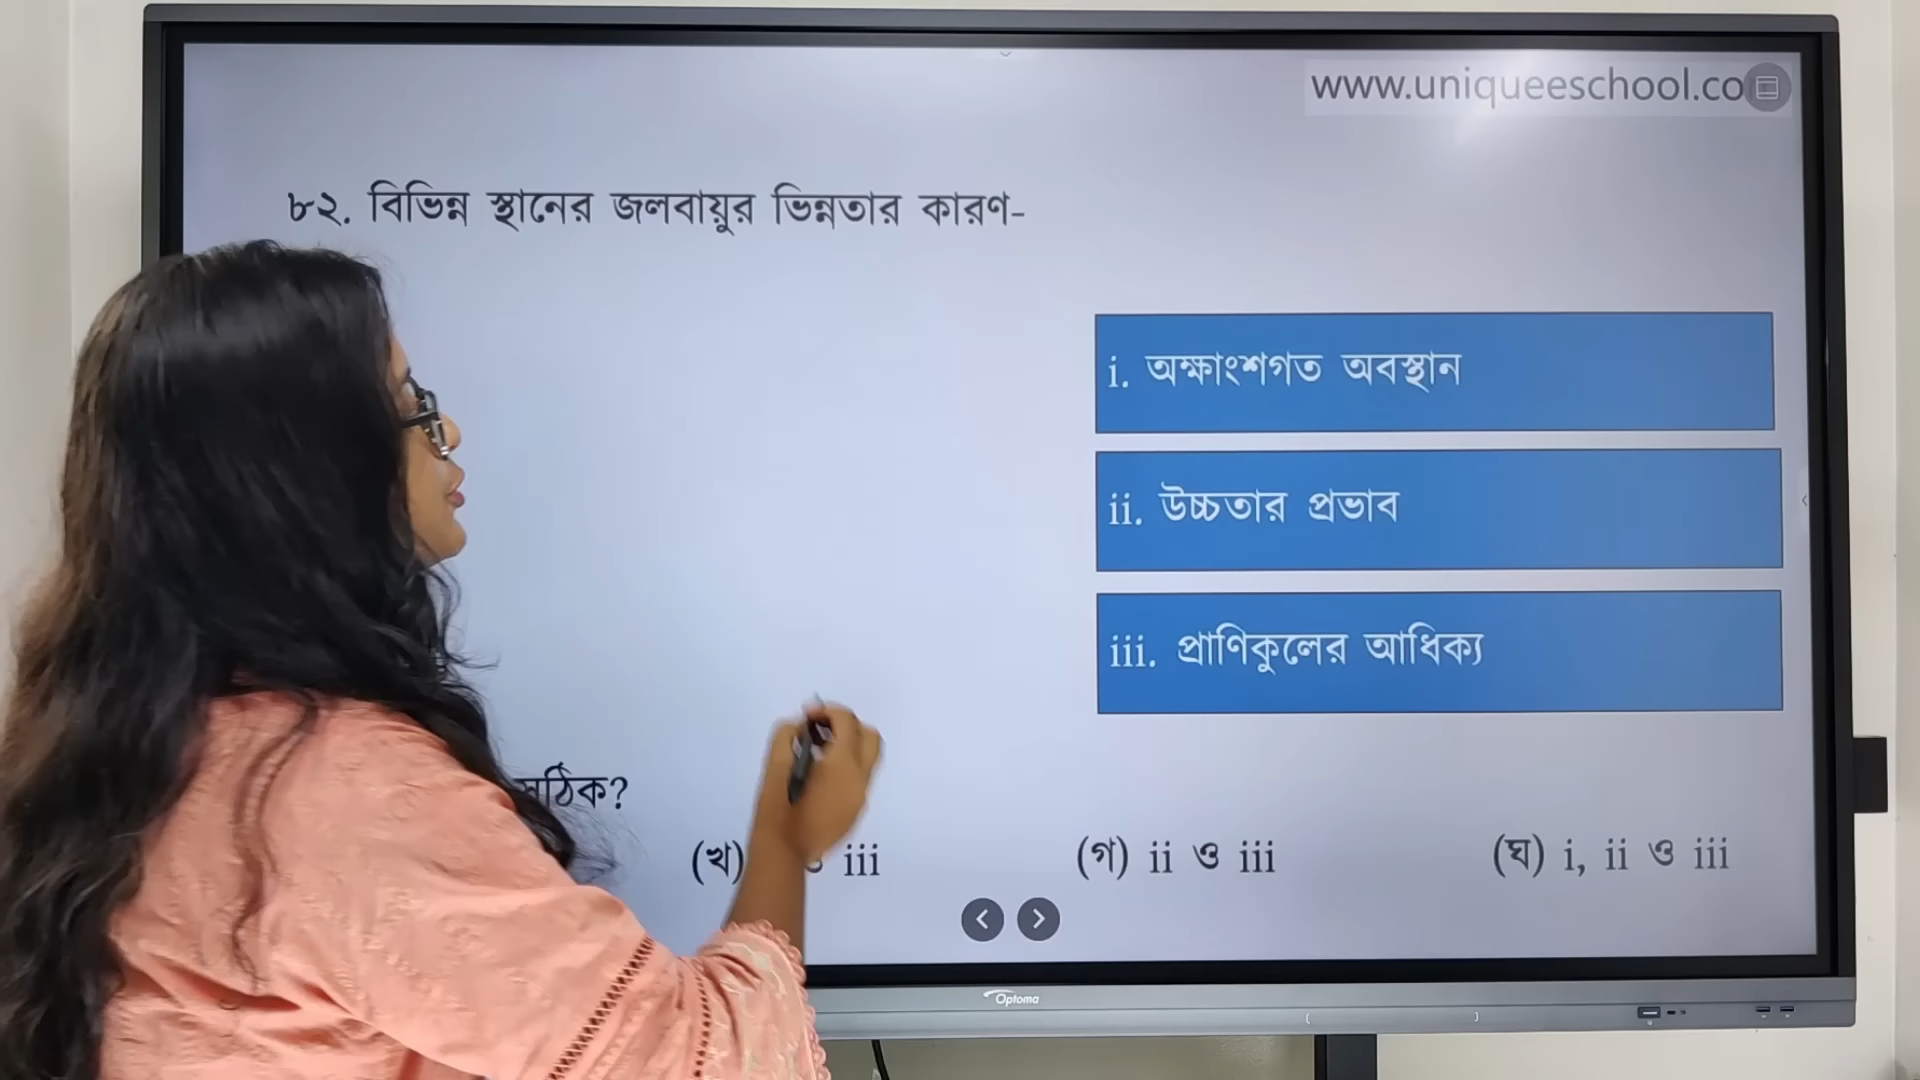 www.uniqueeschool.co
৮২. বিভিন্ন স্থানের জলবায়ুর ভিন্নতার কারণ-
i. অক্ষাংশগত অবস্থান
ii. উচ্চতার প্রভাব
iii. প্রাণিকুলের আধিক্য
সঠিক?
(খ) ও iii (গ) ii ও iii (ঘ) i, ii ও iii
Optoma